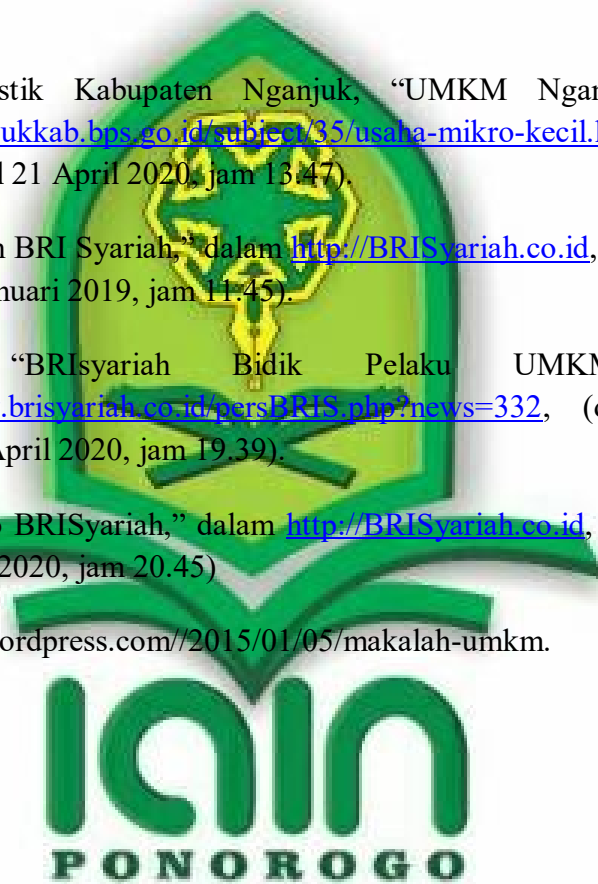 stik Kabupaten Nganjuk, “UMKM Ngan
ukkab.bps.go.id/subject/35/usaha-mikro-kecil.
l 21 April 2020, jam 13.47).
n BRI Syariah,” dalam http://BRISyariah.co.id,
nuari 2019, jam 11.45).
“BRIsyariah Bidik Pelaku UMKM
.brisyariah.co.id/persBRIS.php?news=332, (
April 2020, jam 19.39).
o BRISyariah,” dalam http://BRISyariah.co.id,
2020, jam 20.45)
ordpress.com//2015/01/05/makalah-umkm.
iain
PONOROGO